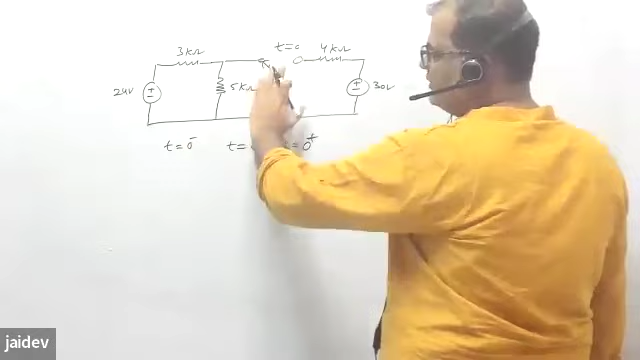 t=0
3kΩ 4kΩ
24V 5kΩ 30V
t=0⁻ t= =0⁺
jaidev